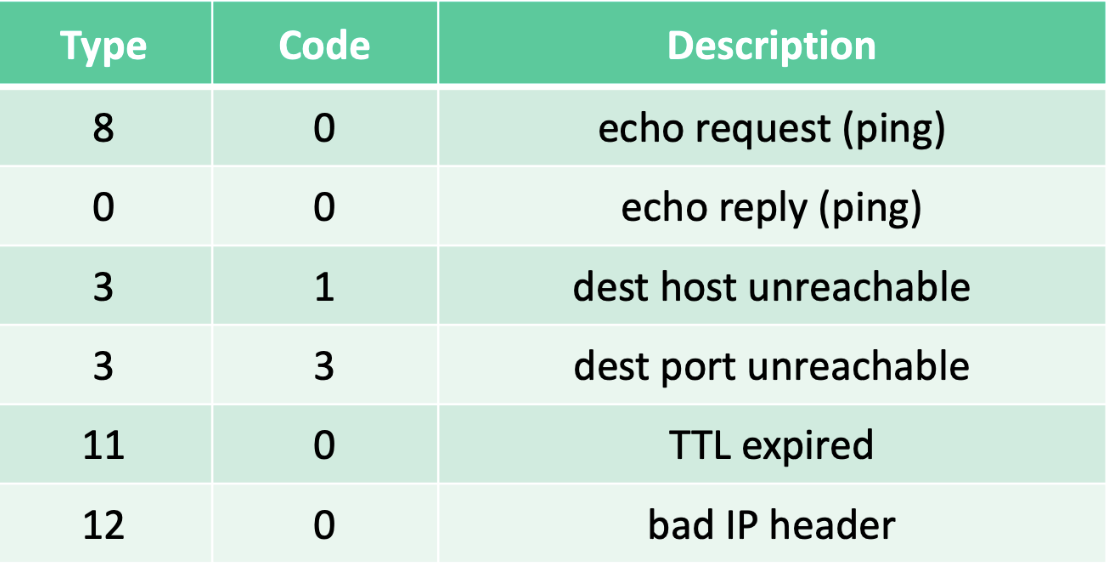 Type Code Description
8 0 echo request (ping)
0 0 echo reply (ping)
3 1 dest host unreachable
3 3 dest port unreachable
11 0 TTL expired
12 0 bad IP header